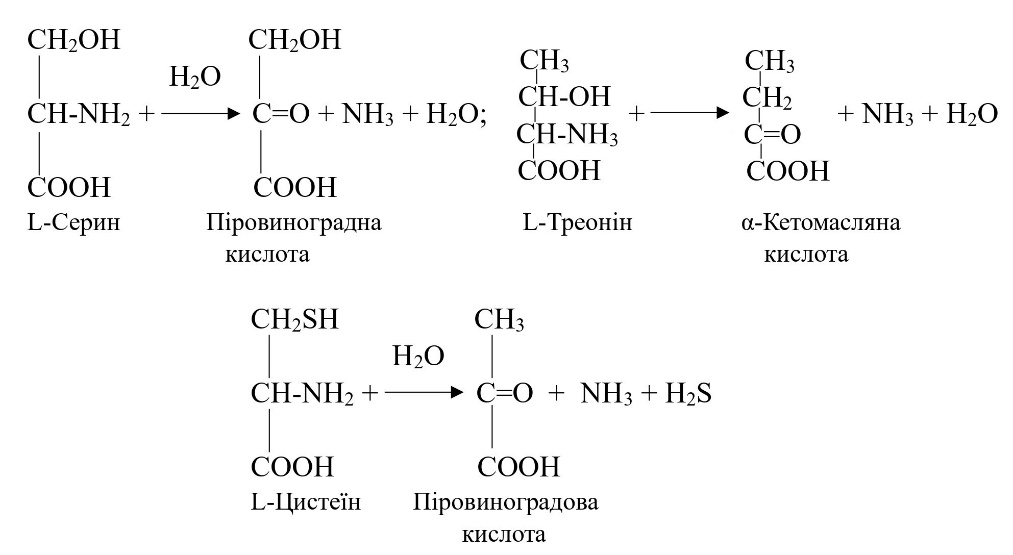 CH2OH CH2OH
H2O
CH-NH2 + C=O + NH3 + H2O;
COOH COOH
L-Серин Піровиноградна
кислота
CH3 CH3
CH-OH CH2
CH-NH3 + C=O + NH3 + H2O
COOH COOH
L-Треонін α-Кетомасляна
кислота
CH2SH CH3
H2O
CH-NH2 + C=O + NH3 + H2S
COOH COOH
L-Цистеїн Піровиноградова
кислота